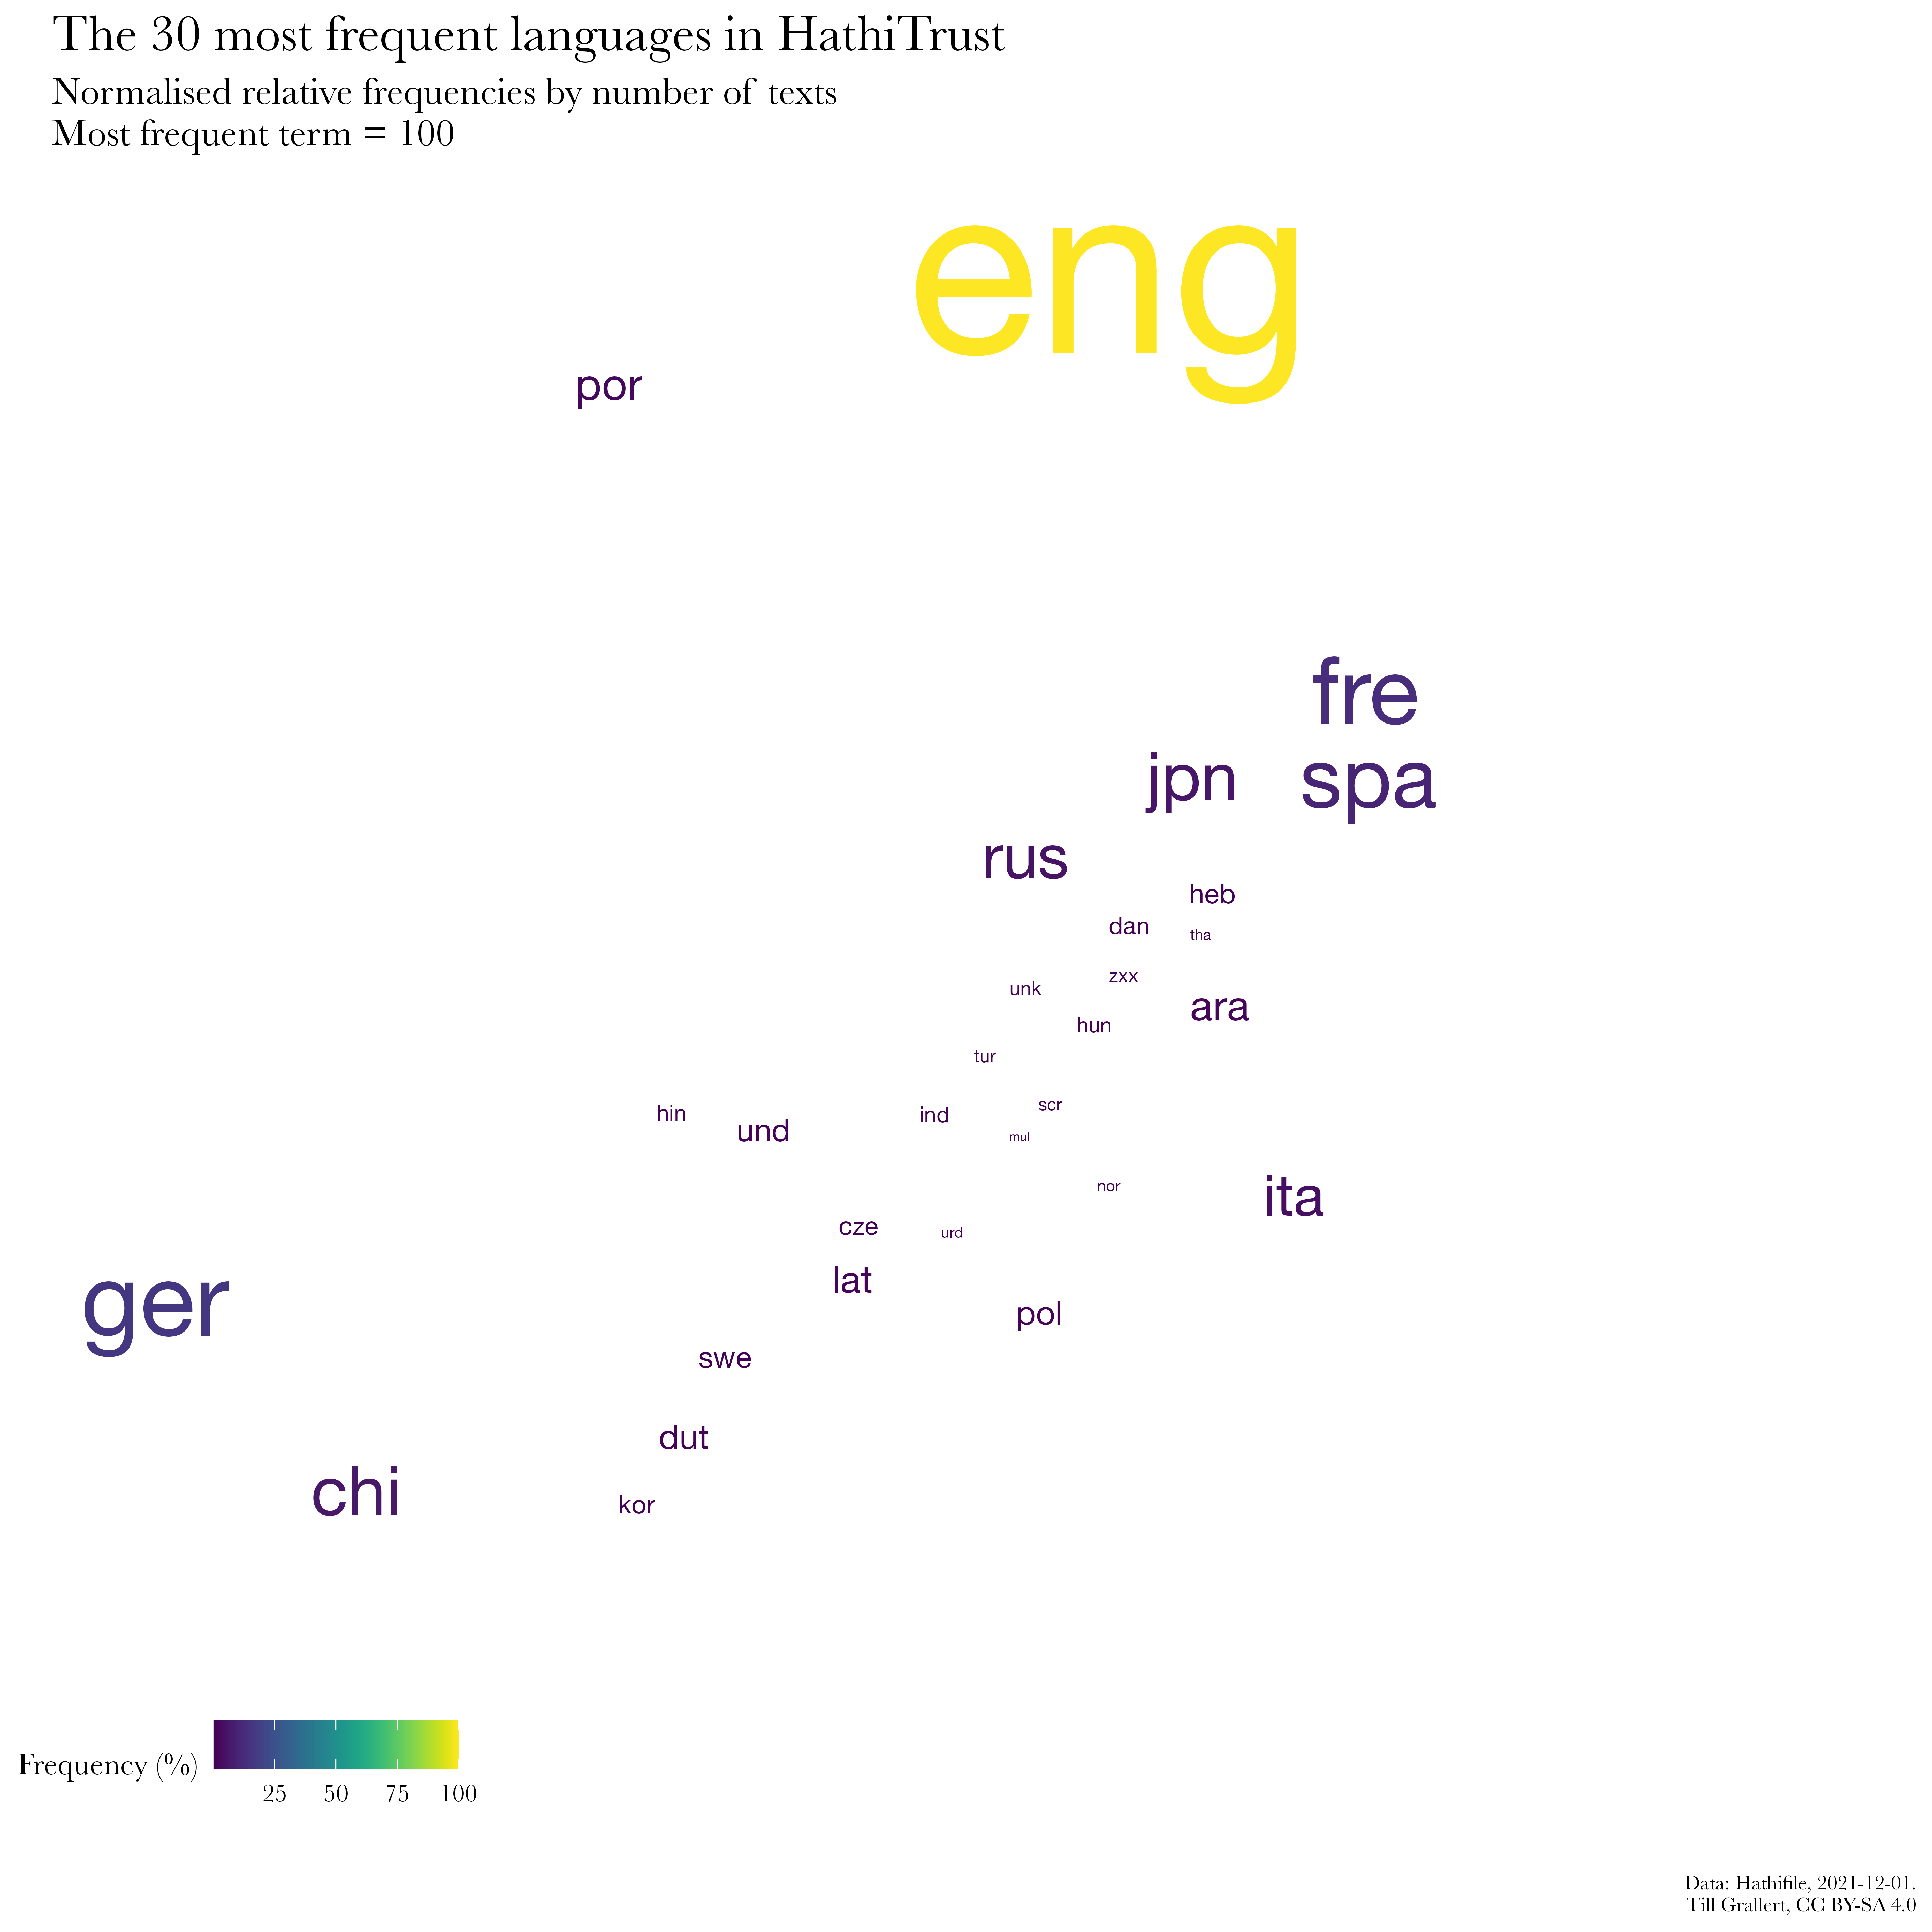 The 30 most frequent languages in HathiTrust
Normalised relative frequencies by number of texts
Most frequent term = 100
eng
por
fre
jpn spa
rus
heb
dan
tha
zxx
unk
ara
hun
tur
scr
hin
ind
und
mul
nor
ita
cze
urd
lat
ger
pol
swe
dut
chi
kor
Frequency (%)
25 50 75 100
Data: Hathifile, 2021-12-01.
Till Grallert, CC BY-SA 4.0